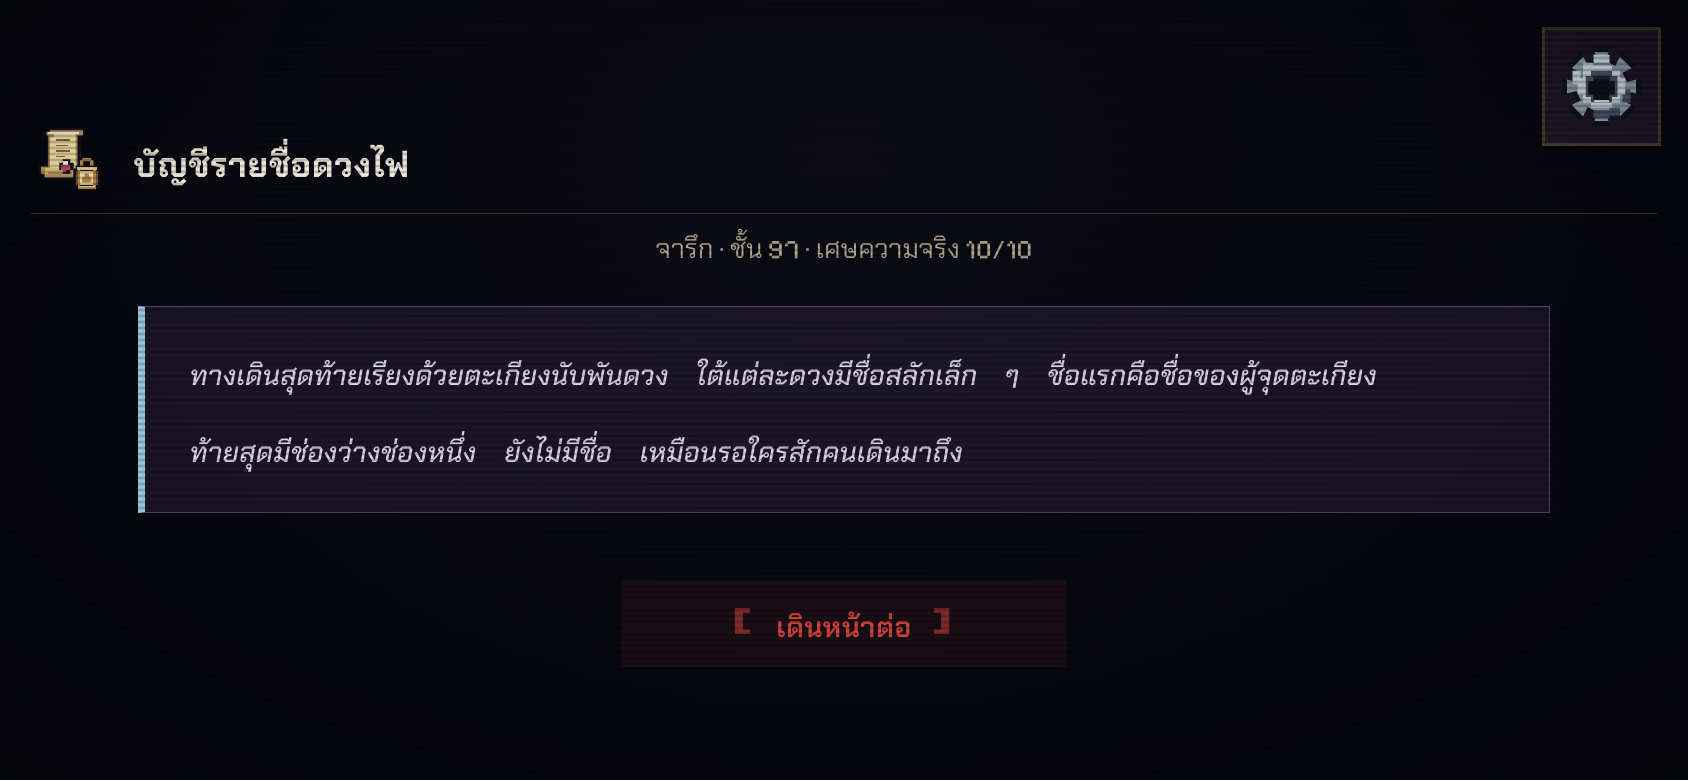 บัญชีรายชื่อดวงไฟ
จารึก · ชั้น 97 · เศษความจริง 10/10
ทางเดินสุดท้ายเรียงด้วยตะเกียงนับพันดวง ใต้แต่ละดวงมีชื่อสลักเล็ก ๆ ชื่อแรกคือชื่อของผู้จุดตะเกียง
ท้ายสุดมีช่องว่างช่องหนึ่ง ยังไม่มีชื่อ เหมือนรอใครสักคนเดินมาถึง
[ เดินหน้าต่อ ]